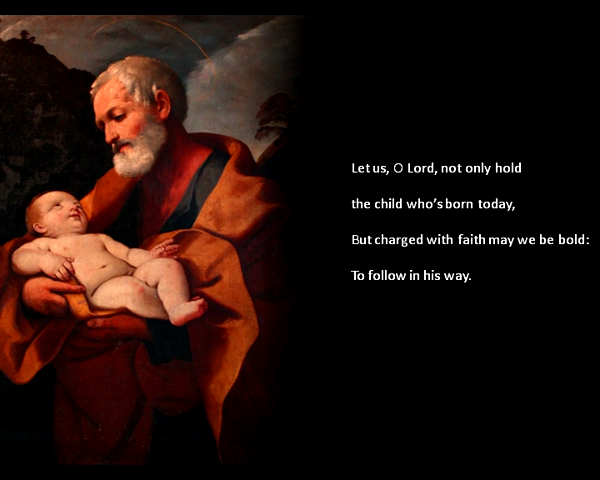 Let us, O Lord, not only hold
the child who's born today,
But charged with faith may we be bold:
To follow in his way.